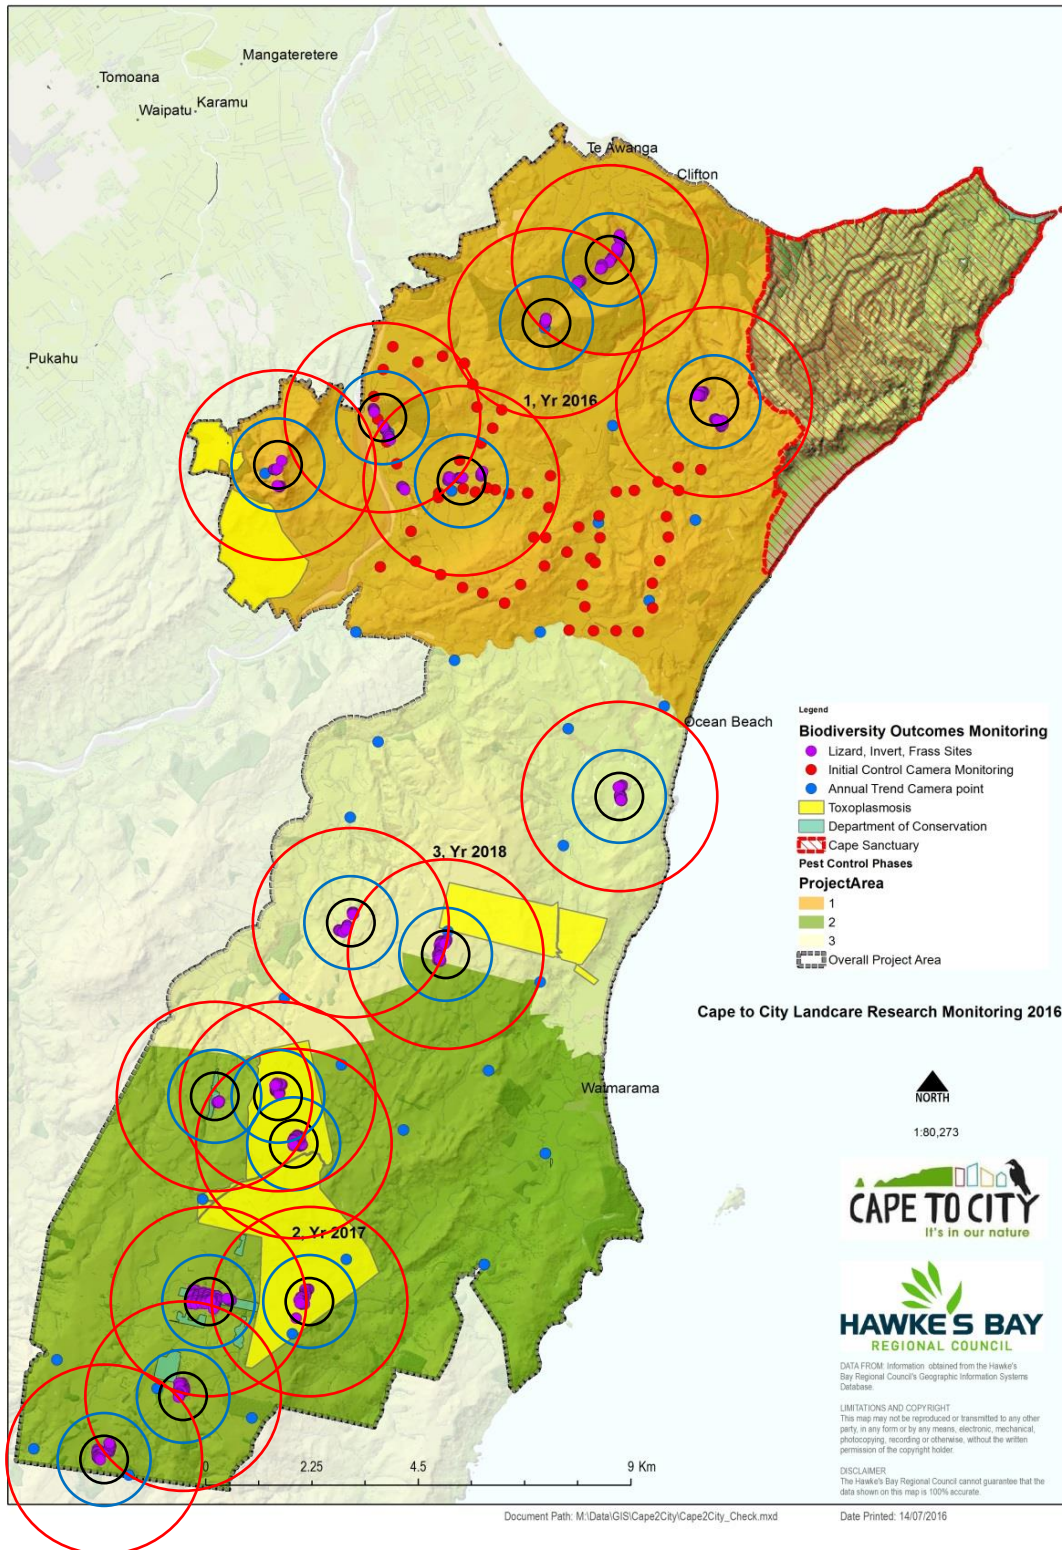 Mangateretere
Tomoana
Karamu
Waipatu
Te Awanga
Clifton
Pukahu
1, Yr 2016
Ocean Beach
Legend
Biodiversity Outcomes Monitoring
Lizard, Invert, Frass Sites
Initial Control Camera Monitoring
Annual Trend Camera point
Toxoplasmosis
Department of Conservation
Cape Sanctuary
Pest Control Phases
ProjectArea
1
2
3
Overall Project Area
3, Yr 2018
Cape to City Landcare Research Monitoring 2016
Waimarama
NORTH
1:80,273
CAPE TO CITY
It's in our nature
2, Yr 2017
HAWKE'S BAY
REGIONAL COUNCIL
DATA FROM: Information obtained from the Hawke's
Bay Regional Council's Geographic Information Systems
Database.
LIMITATIONS AND COPYRIGHT
This map may not be reproduced or transmitted to any other
party, in any form or by any means, electronic, mechanical,
photocopying, recording or otherwise, without the written
permission of the copyright holder.
DISCLAIMER
The Hawke's Bay Regional Council cannot guarantee that the
data shown on this map is 100% accurate.
0 2.25 4.5 9 Km
Document Path: M:\Data\GIS\Cape2City\Cape2City_Check.mxd
Date Printed: 14/07/2016